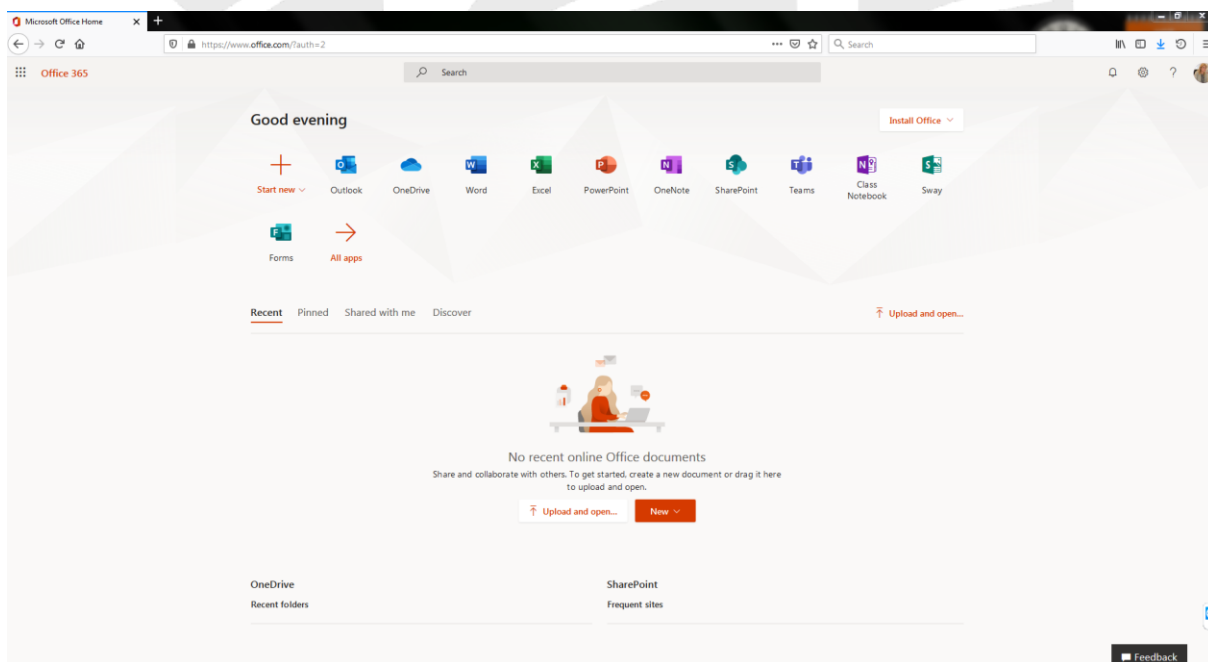 Microsoft Office Home
https://www.office.com/?auth=2
Search
Office 365
Search
Good evening
Install Office
Start new
Outlook
OneDrive
Word
Excel
PowerPoint
OneNote
SharePoint
Teams
Class
Notebook
Sway
Forms
All apps
Recent
Pinned
Shared with me
Discover
Upload and open...
No recent online Office documents
Share and collaborate with others. To get started, create a new document or drag it here
to upload and open.
Upload and open...
New
OneDrive
SharePoint
Recent folders
Frequent sites
Feedback